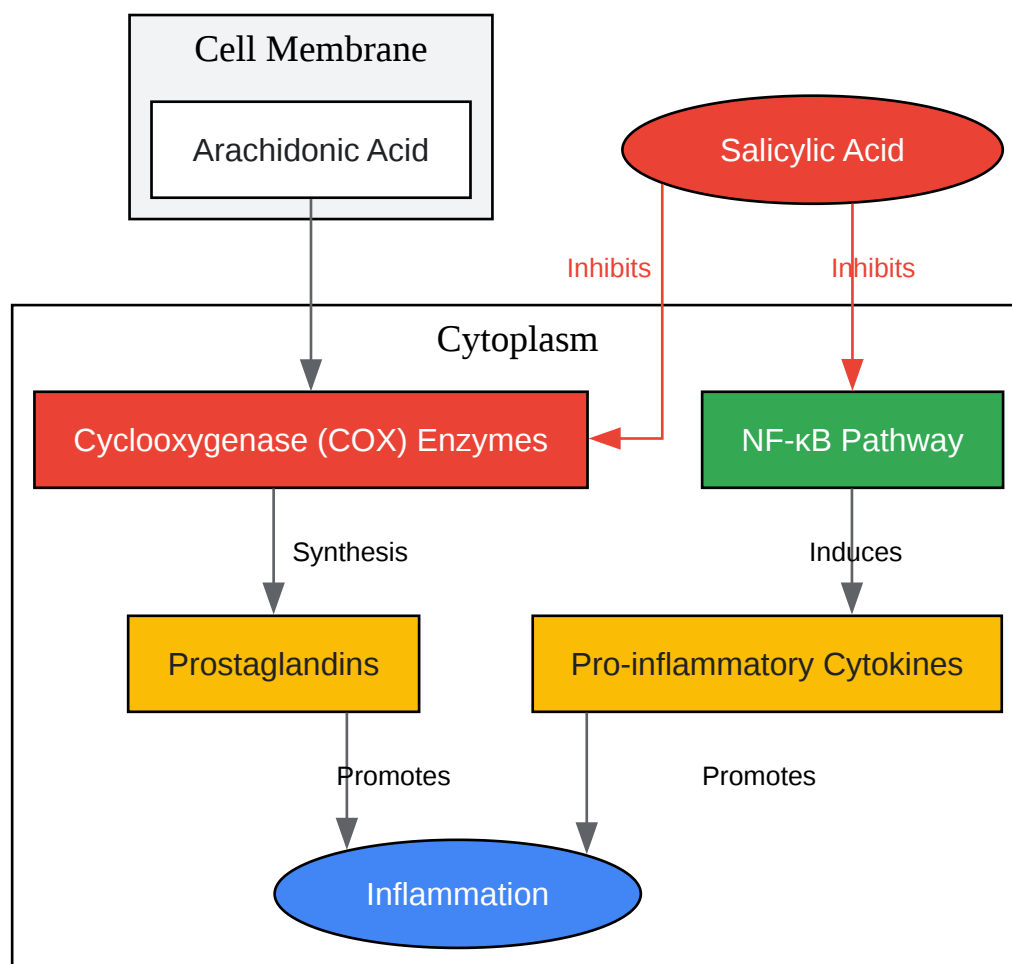 Cell Membrane
Arachidonic Acid
Salicylic Acid
Inhibits
Inhibits
Cytoplasm
Cyclooxygenase (COX) Enzymes
NF-κB Pathway
Synthesis
Induces
Prostaglandins
Pro-inflammatory Cytokines
Promotes
Promotes
Inflammation